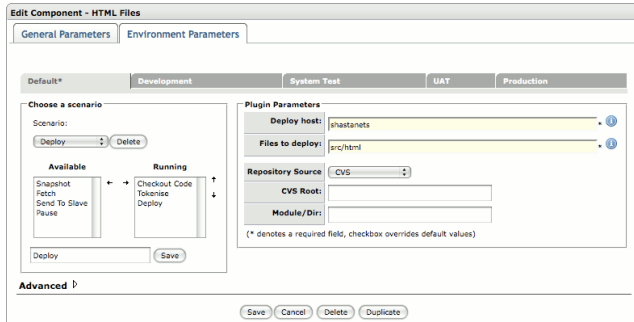 Edit Component - HTML Files
General Parameters Environment Parameters
Default* Development System Test UAT Production
Choose a scenario
Scenario:
Deploy Delete
Available Running
Snapshot
Fetch
Send To Slave
Pause
← →
Checkout Code
Tokenise
Deploy
↑
↓
Deploy Save
Plugin Parameters
Deploy host: shastanets *
Files to deploy: src/html *
Repository Source CVS
CVS Root:
Module/Dir:
(* denotes a required field, checkbox overrides default values)
Advanced
Save Cancel Delete Duplicate